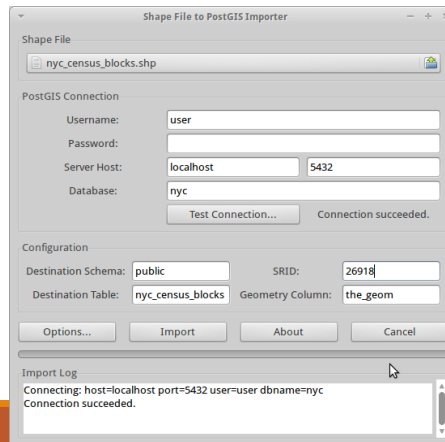 Shape File to PostGIS Importer
Shape File
nyc_census_blocks.shp
PostGIS Connection
Username: user
Password:
Server Host: localhost 5432
Database: nyc
Test Connection... Connection succeeded.
Configuration
Destination Schema: public SRID: 26918
Destination Table: nyc_census_blocks Geometry Column: the_geom
Options... Import About Cancel
Import Log
Connecting: host=localhost port=5432 user=user dbname=nyc
Connection succeeded.